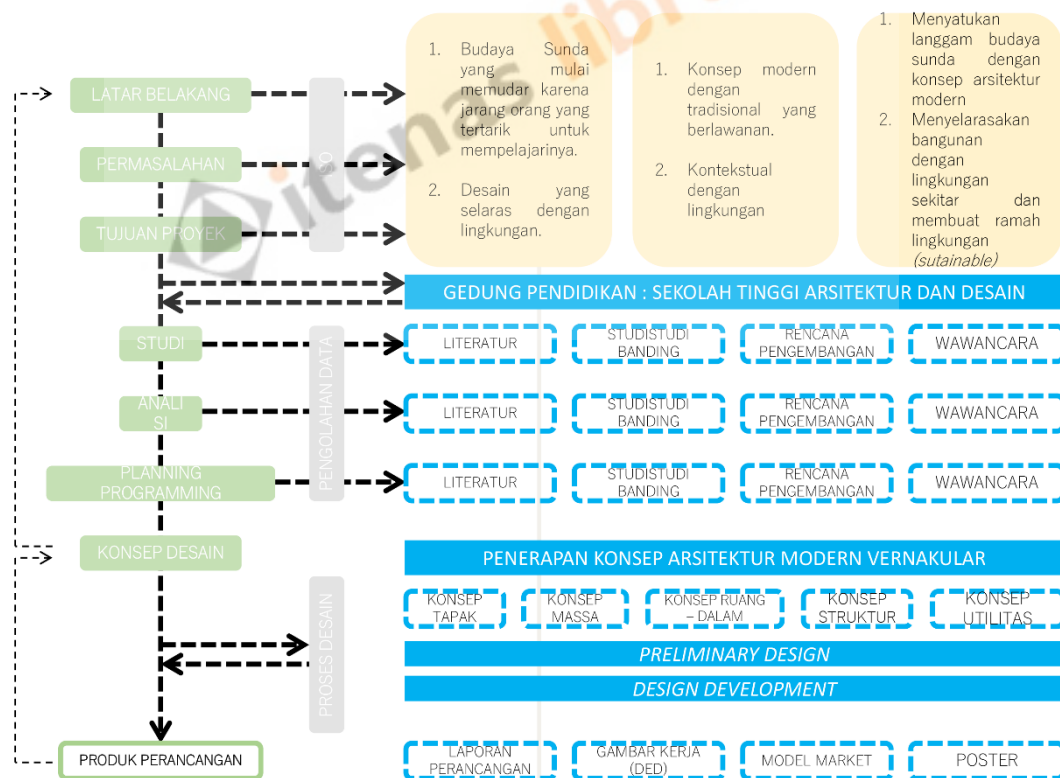 LATAR BELAKANG
PERMASALAHAN
TUJUAN PROYEK
1. Budaya Sunda
yang mulai
memudar karena
jarang orang yang
tertarik untuk
mempelajarinya.
2. Desain yang
selaras dengan
lingkungan.
1. Konsep modern
dengan
tradisional yang
berlawanan.
2. Kontekstual
dengan
lingkungan
1. Menyatukan
langgam budaya
sunda dengan
konsep arsitektur
modern
2. Menyelarasakan
bangunan
dengan
lingkungan
sekitar dan
membuat ramah
lingkungan
(sutainable)
itenas
GEDUNG PENDIDIKAN : SEKOLAH TINGGI ARSITEKTUR DAN DESAIN
STUDI
PENGOLAHAN DATA
LITERATUR
STUDISTUDI
BANDING
RENCANA
PENGEMBANGAN
WAWANCARA
ANALI
SI
LITERATUR
STUDISTUDI
BANDING
RENCANA
PENGEMBANGAN
WAWANCARA
PLANNING
PROGRAMMING
LITERATUR
STUDISTUDI
BANDING
RENCANA
PENGEMBANGAN
WAWANCARA
KONSEP DESAIN
PENERAPAN KONSEP ARSITEKTUR MODERN VERNAKULAR
PROSES DESAIN
KONSEP
TAPAK
KONSEP
MASSA
KONSEP RUANG
– DALAM
KONSEP
STRUKTUR
KONSEP
UTILITAS
PRELIMINARY DESIGN
DESIGN DEVELOPMENT
PRODUK PERANCANGAN
LAPORAN
PERANCANGAN
GAMBAR KERJA
(DED)
MODEL MARKET
POSTER